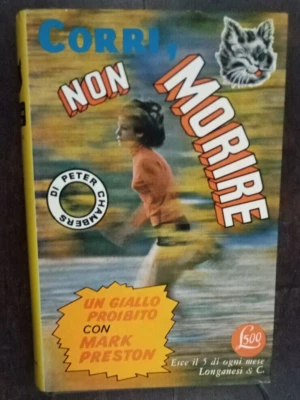 CORRI,
NON
MORIRE
DI PETER CHAMBERS
UN GIALLO
PROIBITO
CON
MARK
PRESTON
L.500
Esce il 5 di ogni mese
Longanesi & C.